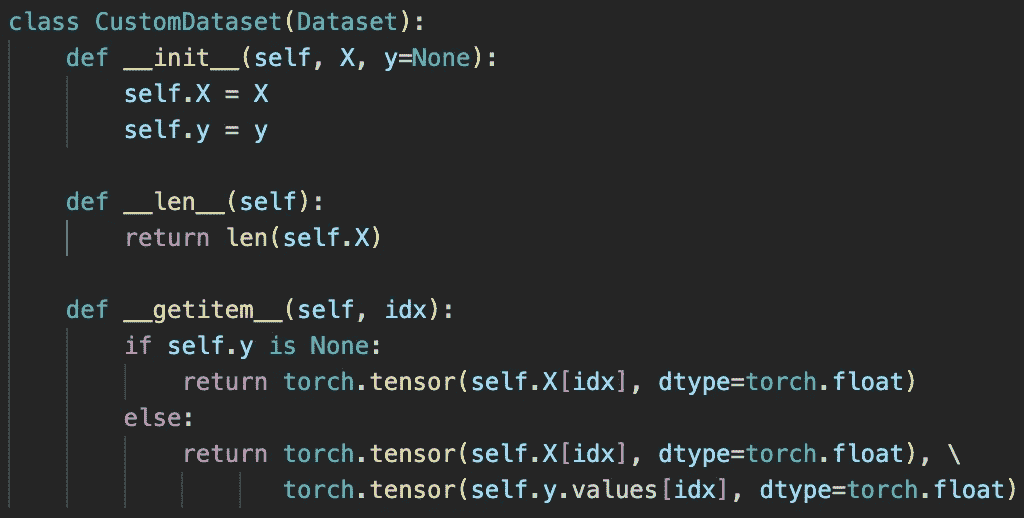 class CustomDataset(Dataset):
    def __init__(self, X, y=None):
        self.X = X
        self.y = y

    def __len__(self):
        return len(self.X)

    def __getitem__(self, idx):
        if self.y is None:
            return torch.tensor(self.X[idx], dtype=torch.float)
        else:
            return torch.tensor(self.X[idx], dtype=torch.float), \
                   torch.tensor(self.y.values[idx], dtype=torch.float)